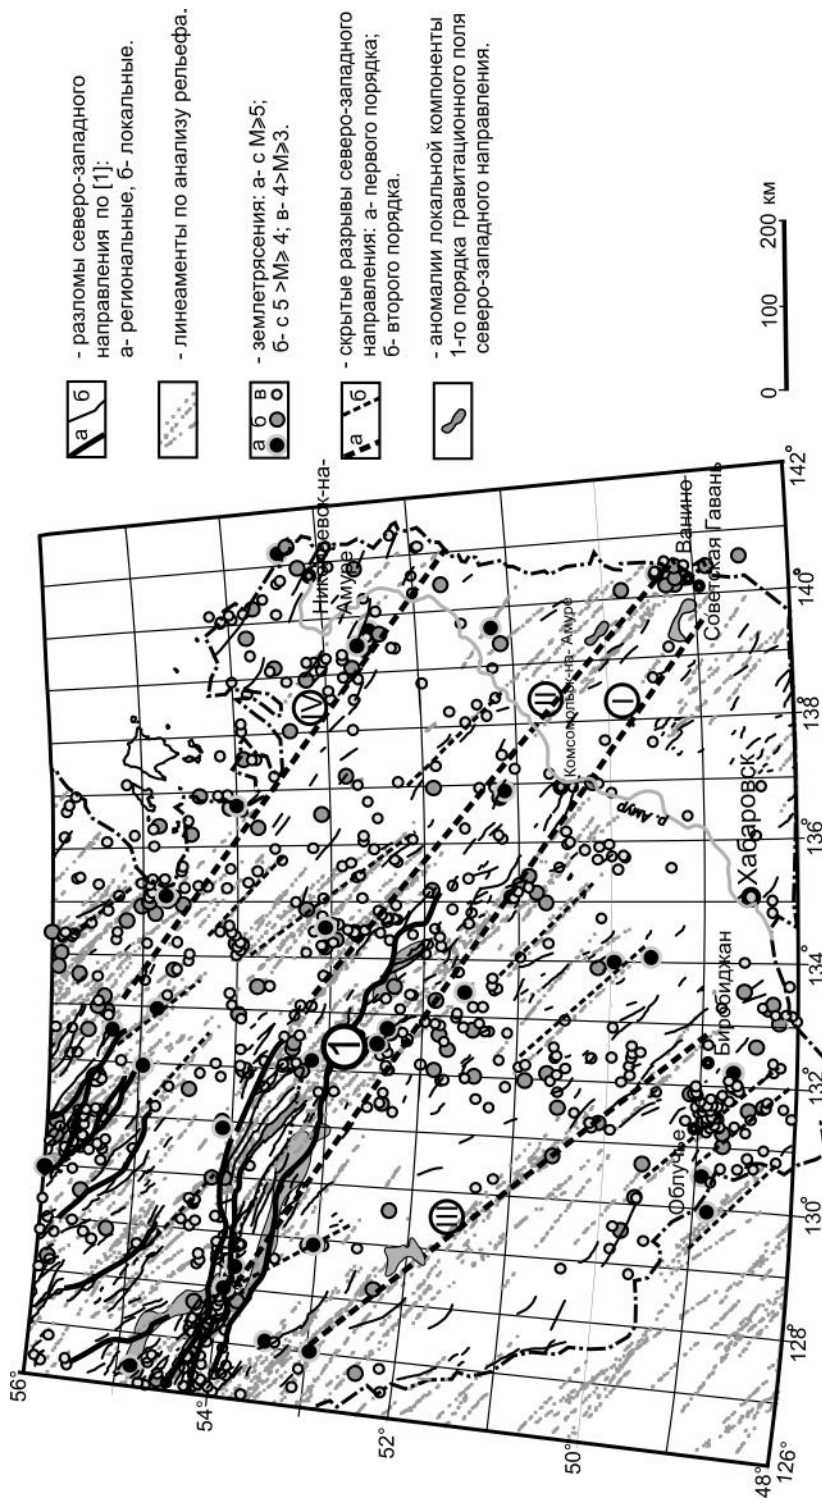 - разломы северо-западного
направления по [1]:
а- региональные, б- локальные.
- линеаменты по анализу рельефа.
- землетрясения: а- с М⩾5;
б- с 5 >М⩾ 4; в- 4>М⩾3.
- скрытые разрывы северо-западного
направления: а- первого порядка;
б- второго порядка.
- аномалии локальной компоненты
1-го порядка гравитационного поля
северо-западного направления.
а б
а б в
а б
0 100 200 км
56°
54°
52°
50°
48°
126°
128°
130°
132°
134°
136°
138°
140°
142°
Николаевск-на-
Амуре
Комсомольск-на- Амуре
Ванино-
Советская Гавань
Хабаровск
р. Амур
Биробиджан
Облучье
IV
II
I
1
III